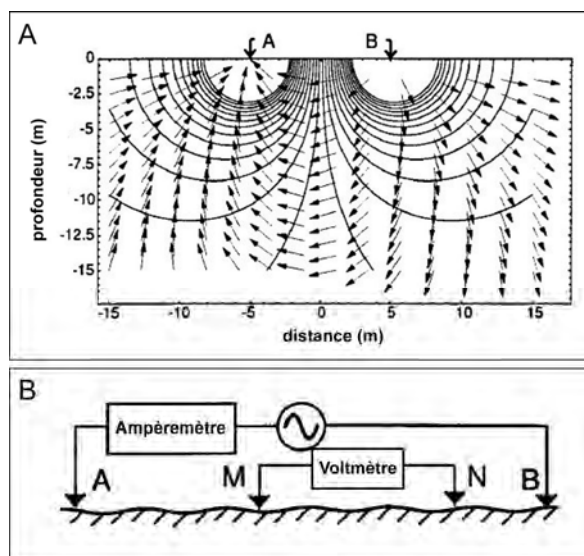 A
A
B
0
-2.5
-5
-7.5
-10
-12.5
-15
profondeur (m)
-15
-10
-5
0
5
10
15
distance (m)
B
Ampèremètre
Voltmètre
A
M
N
B